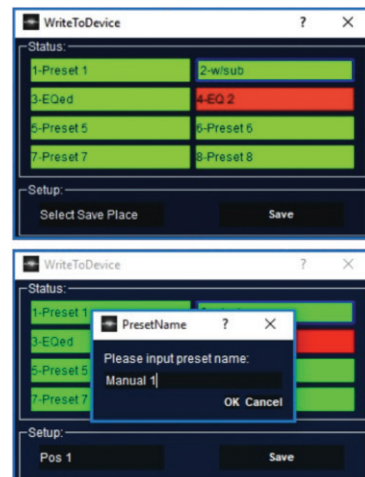 WriteToDevice ? ×
Status:
1-Preset 1 2-w/sub
3-EQed 4-EQ 2
5-Preset 5 6-Preset 6
7-Preset 7 8-Preset 8
Setup:
Select Save Place Save
WriteToDevice ? ×
Status:
1-Preset 1
PresetName ? ×
3-EQed
Please input preset name:
5-Preset 5
Manual 1
7-Preset 7
OK Cancel
Setup:
Pos 1 Save